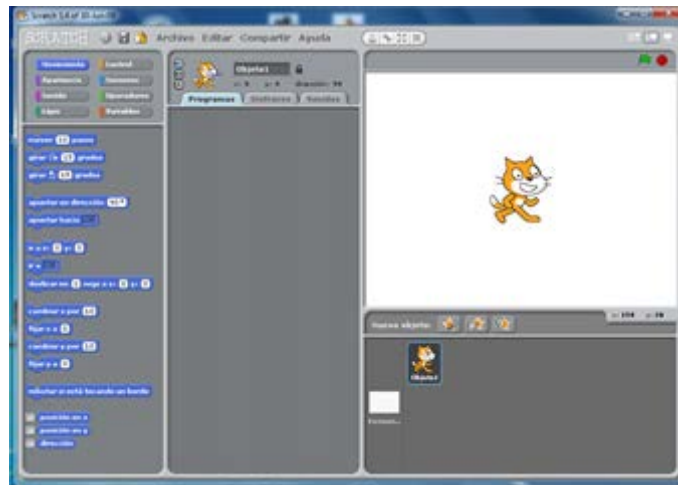 SCRATCH Archivo Editar Compartir Ayuda
Movimiento Control
Apariencia Sensores
Sonido Operadores
Lápiz Variables
Objeto1
Programas Disfraces Sonidos
mover 10 pasos
girar 15 grados
girar 15 grados
apuntar en dirección 90
apuntar hacia
ir a x: 0 y: 0
ir a
deslizar en 1 segs a x: 0 y: 0
cambiar x por 10
fijar x a 0
cambiar y por 10
fijar y a 0
rebotar si está tocando un borde
posición en x
posición en y
dirección
Nuevo objeto:
Objeto1